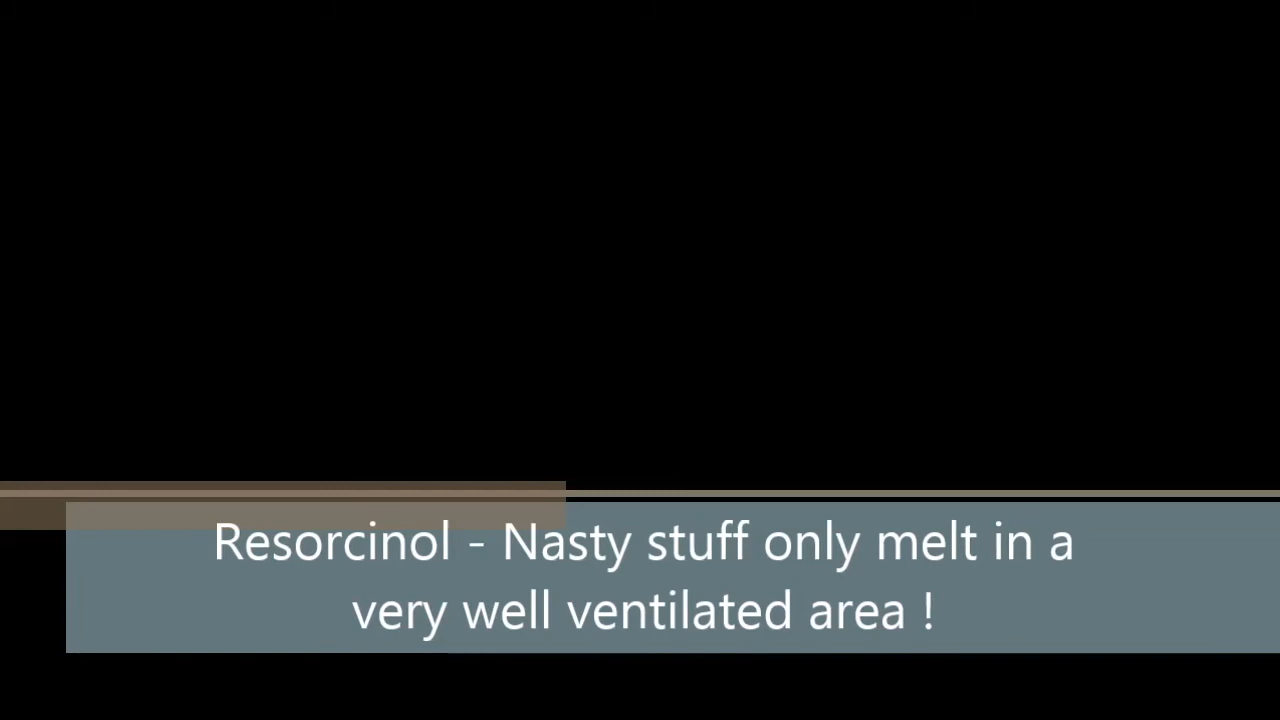 Resorcinol - Nasty stuff only melt in a
very well ventilated area !